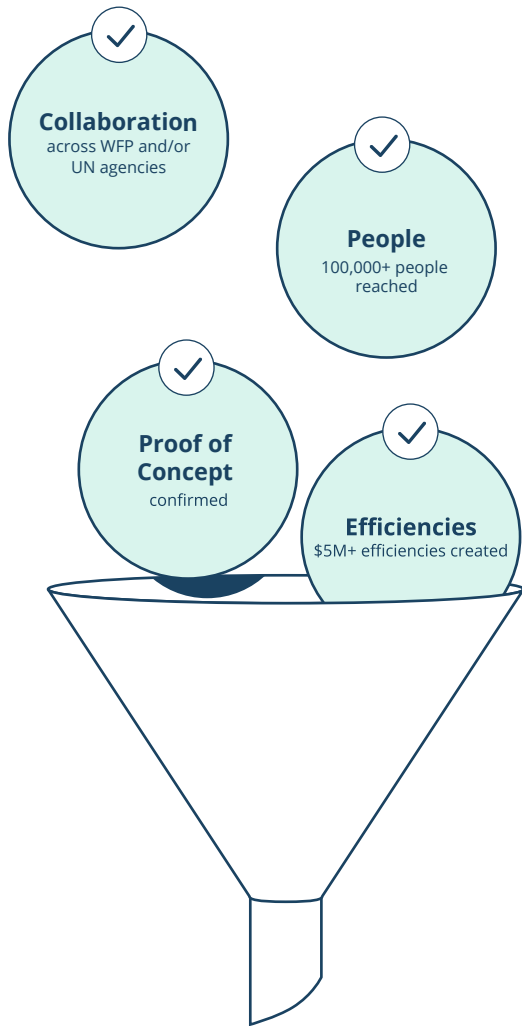 Collaboration
across WFP and/or
UN agencies
People
100,000+ people
reached
Proof of
Concept
confirmed
Efficiencies
$5M+ efficiencies created